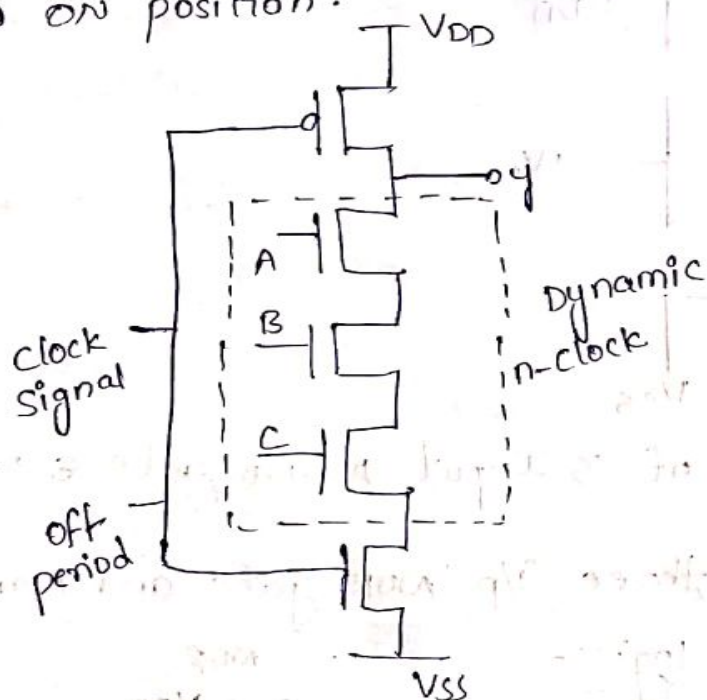 ON position.
VDD
y
A
Dynamic
B
n-clock
Clock
Signal
C
off
period
VSS